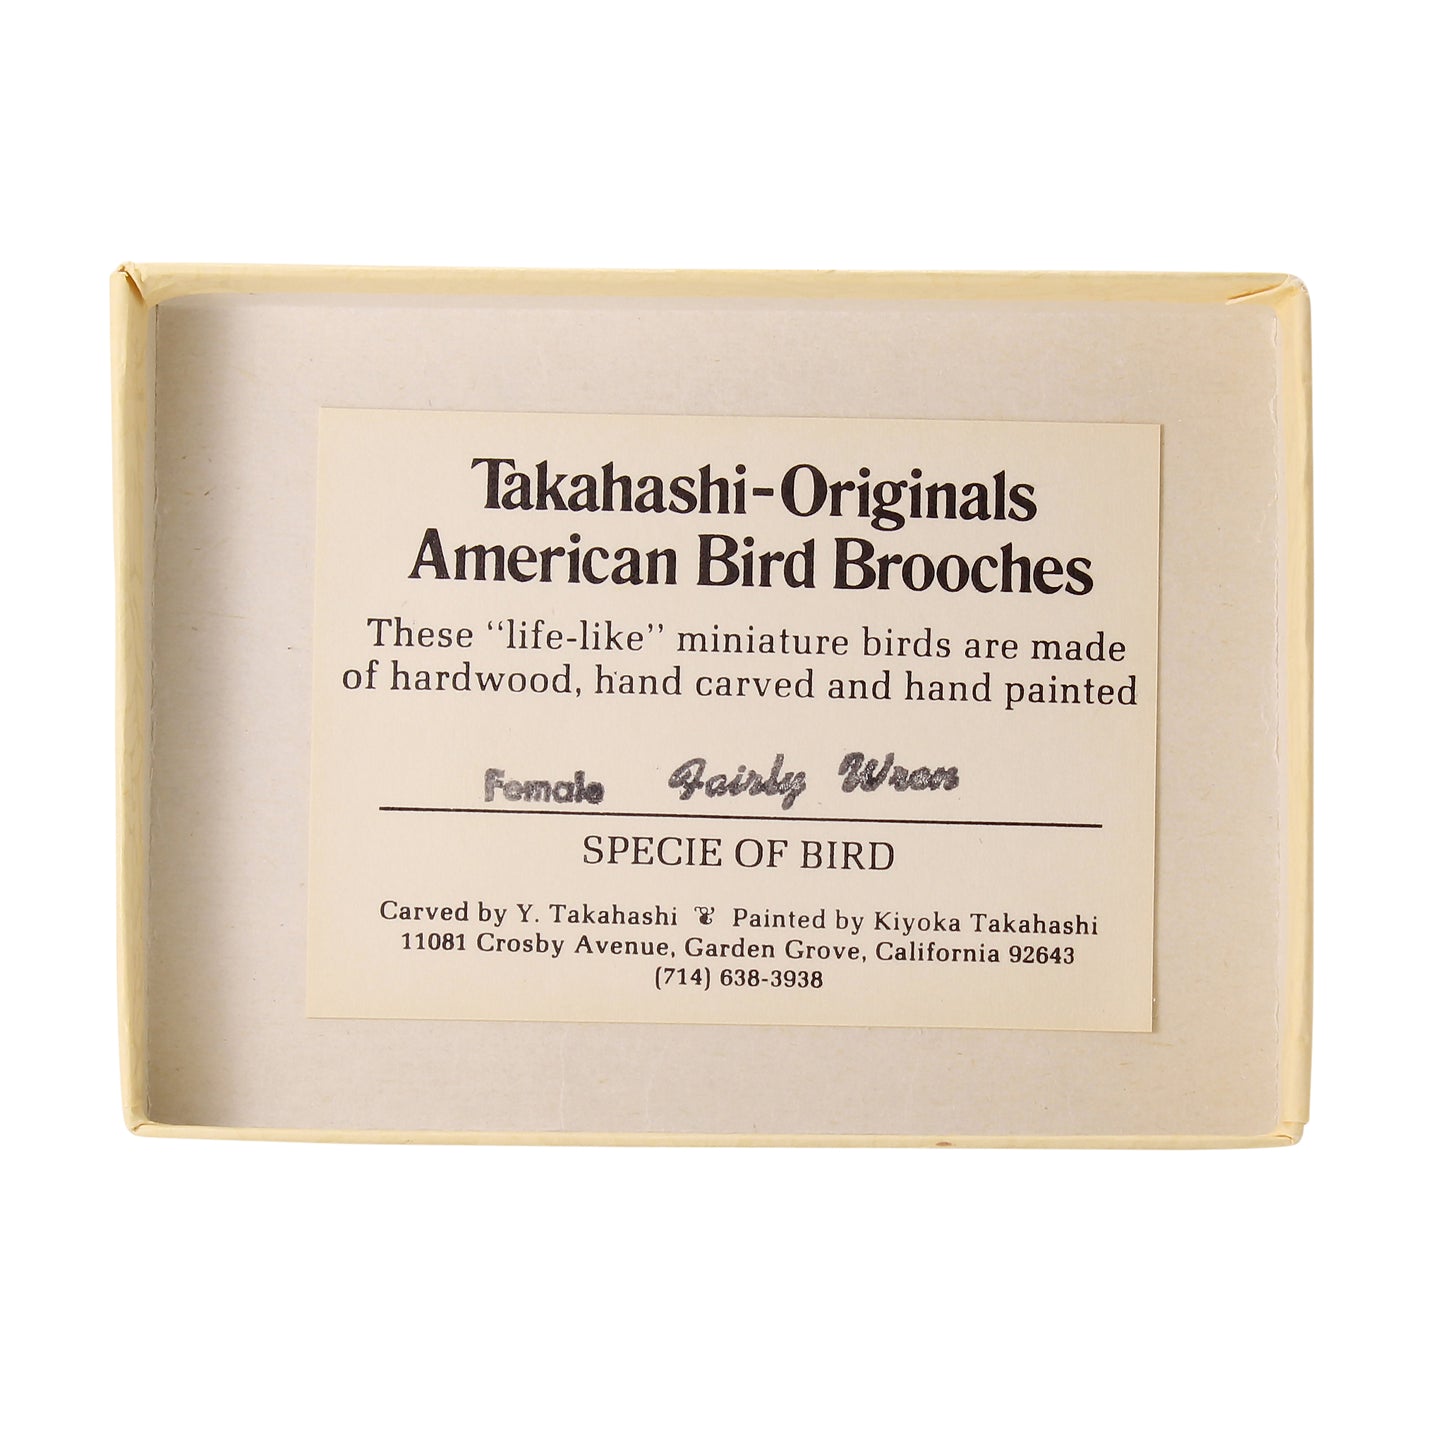 Takahashi-Originals
American Bird Brooches
These “life-like” miniature birds are made
of hardwood, hand carved and hand painted
Female Fairly Wren
SPECIE OF BIRD
Carved by Y. Takahashi ❦ Painted by Kiyoka Takahashi
11081 Crosby Avenue, Garden Grove, California 92643
(714) 638-3938